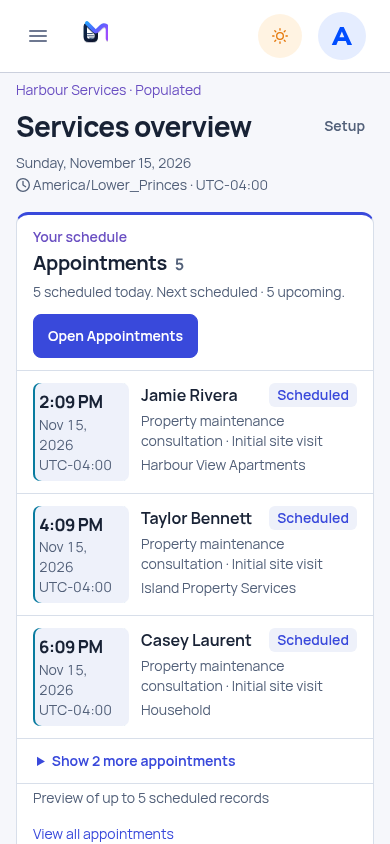 A
Harbour Services · Populated
Services overview
Setup
Sunday, November 15, 2026
America/Lower_Princes · UTC-04:00
Your schedule
Appointments 5
5 scheduled today. Next scheduled · 5 upcoming.
Open Appointments
2:09 PM
Nov 15,
2026
UTC-04:00
Jamie Rivera
Scheduled
Property maintenance
consultation · Initial site visit
Harbour View Apartments
4:09 PM
Nov 15,
2026
UTC-04:00
Taylor Bennett
Scheduled
Property maintenance
consultation · Initial site visit
Island Property Services
6:09 PM
Nov 15,
2026
UTC-04:00
Casey Laurent
Scheduled
Property maintenance
consultation · Initial site visit
Household
Show 2 more appointments
Preview of up to 5 scheduled records
View all appointments